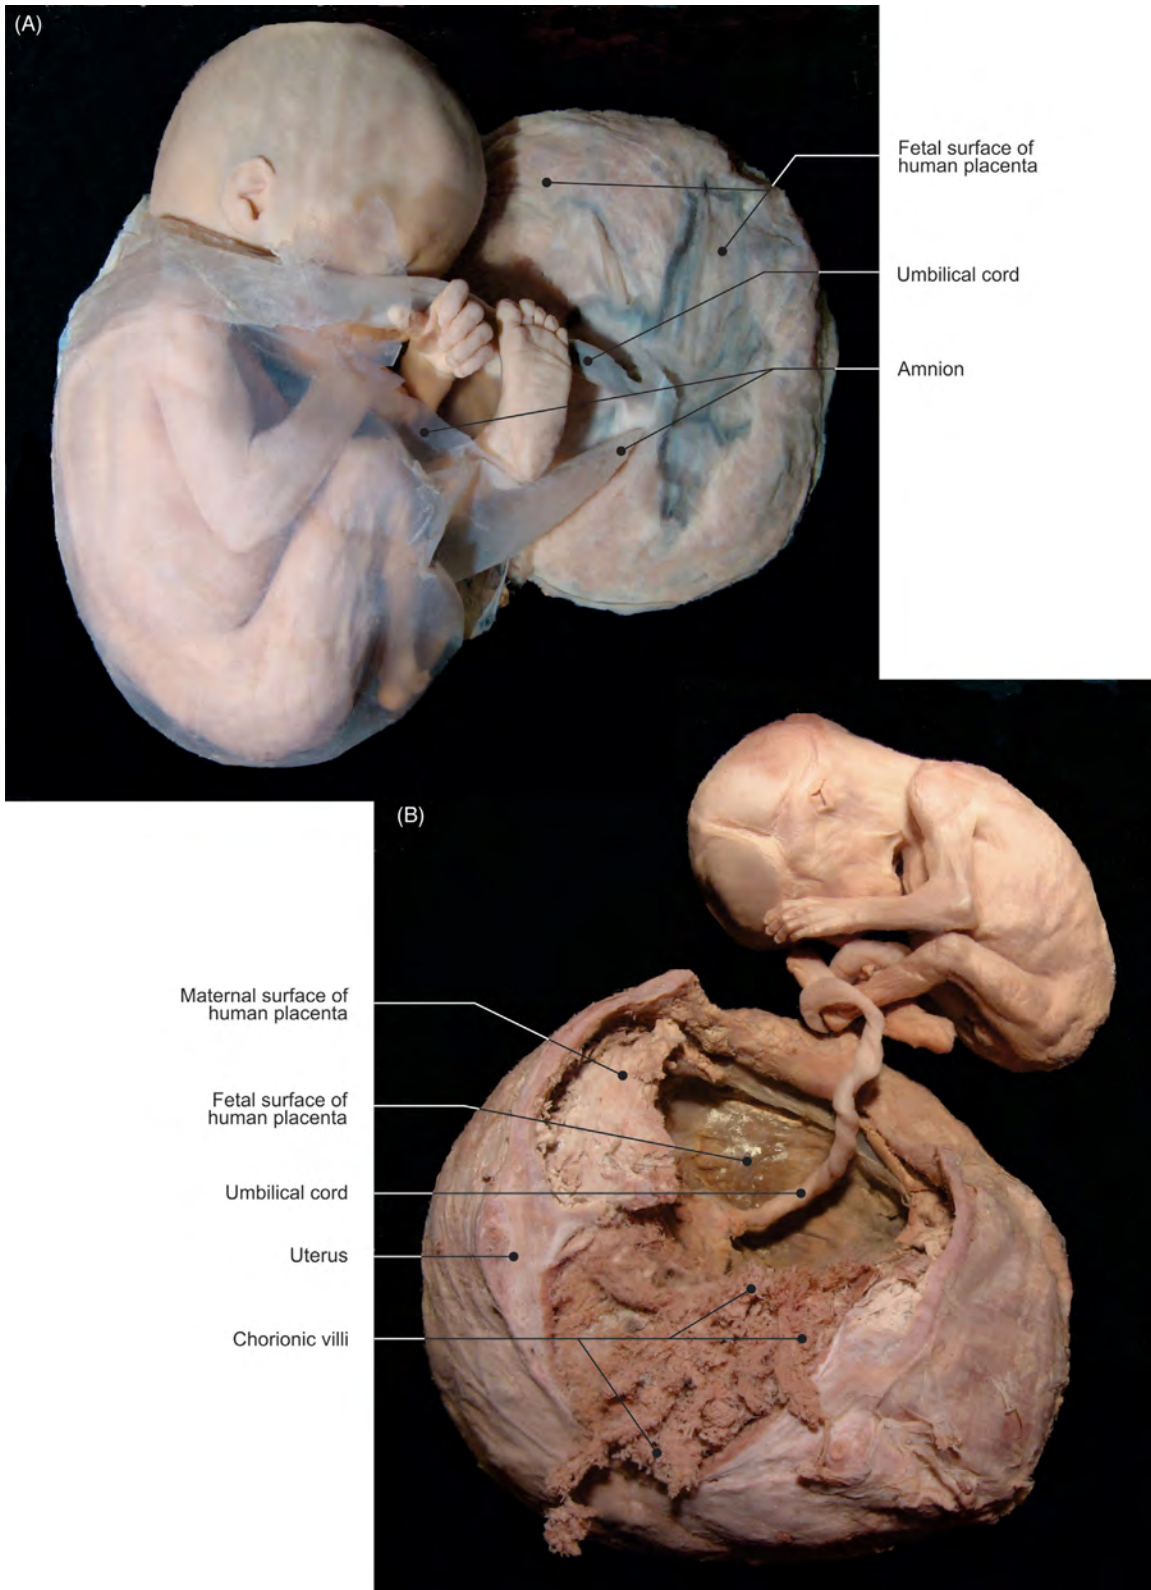 (A)
Fetal surface of
human placenta
Umbilical cord
Amnion
(B)
Maternal surface of
human placenta
Fetal surface of
human placenta
Umbilical cord
Uterus
Chorionic villi